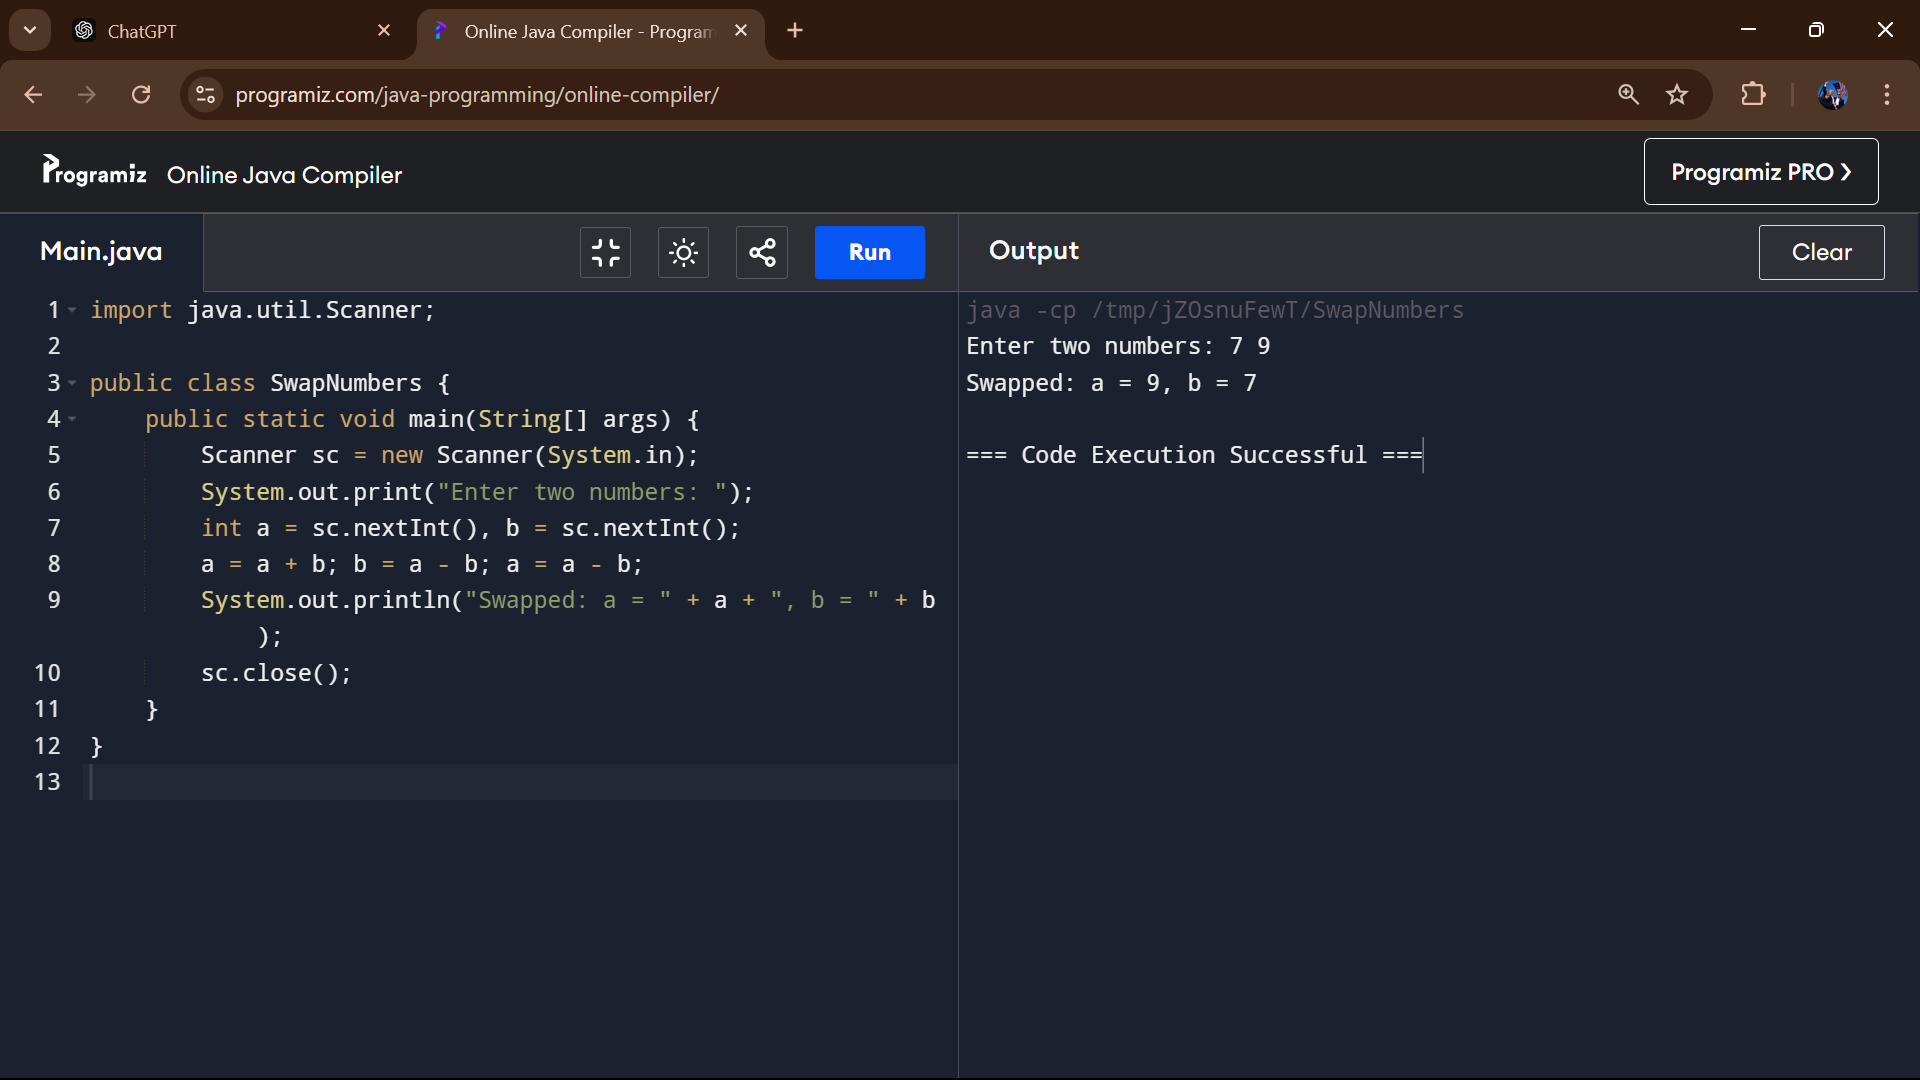 ChatGPT
Online Java Compiler - Program
programiz.com/java-programming/online-compiler/
Programiz Online Java Compiler
Programiz PRO ❯
Main.java
Run
Output
Clear
1 import java.util.Scanner;
2
3 public class SwapNumbers {
4     public static void main(String[] args) {
5         Scanner sc = new Scanner(System.in);
6         System.out.print("Enter two numbers: ");
7         int a = sc.nextInt(), b = sc.nextInt();
8         a = a + b; b = a - b; a = a - b;
9         System.out.println("Swapped: a = " + a + ", b = " + b
            );
10         sc.close();
11     }
12 }
13
java -cp /tmp/jZOsnuFewT/SwapNumbers
Enter two numbers: 7 9
Swapped: a = 9, b = 7
=== Code Execution Successful ===